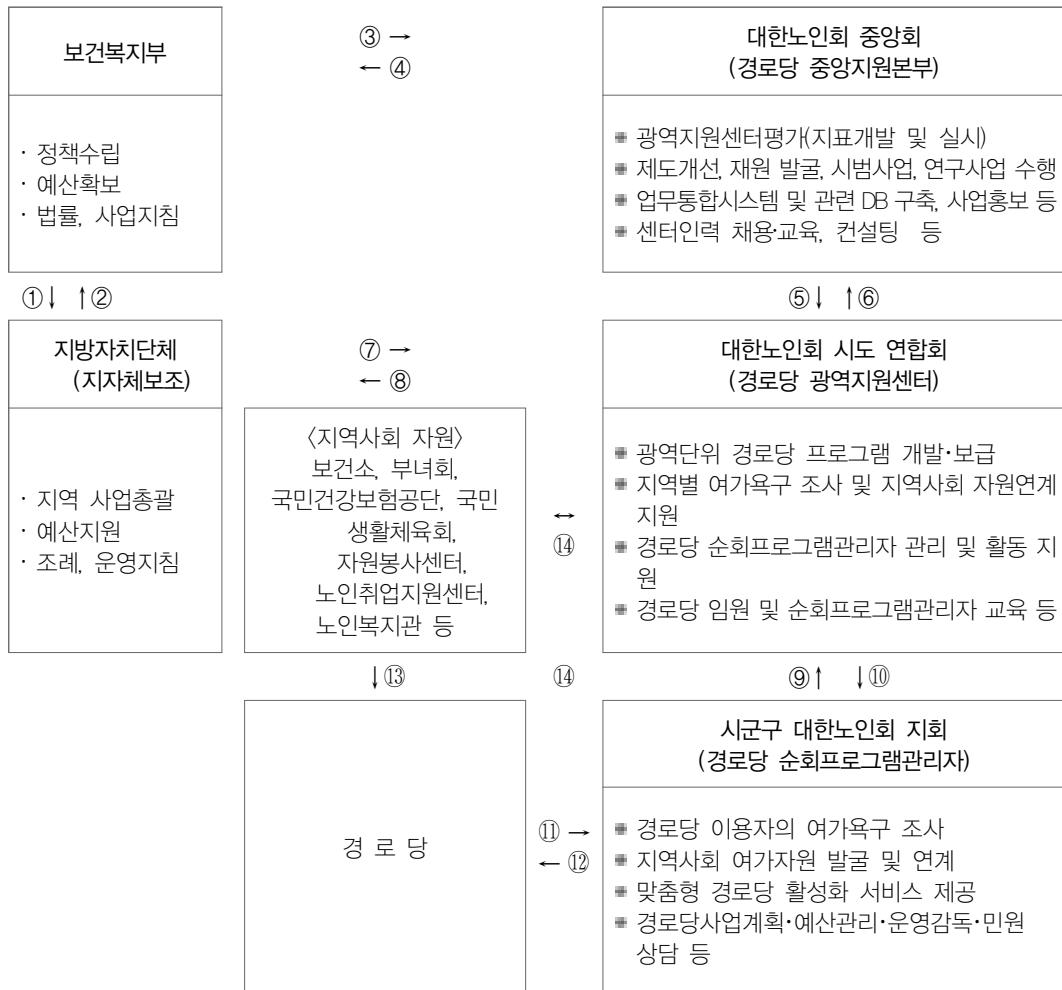 보건복지부
③ →
← ④
대한노인회 중앙회
(경로당 중앙지원본부)
· 정책수립
· 예산확보
· 법률, 사업지침
▪ 광역지원센터평가(지표개발 및 실시)
▪ 제도개선, 재원 발굴, 시범사업, 연구사업 수행
▪ 업무통합시스템 및 관련 DB 구축, 사업홍보 등
▪ 센터인력 채용·교육, 컨설팅 등
①↓ ↑②
⑤↓ ↑⑥
지방자치단체
(지자체보조)
⑦ →
← ⑧
대한노인회 시도 연합회
(경로당 광역지원센터)
· 지역 사업총괄
· 예산지원
· 조례, 운영지침
〈지역사회 자원〉
보건소, 부녀회,
국민건강보험공단, 국민
생활체육회,
자원봉사센터,
노인취업지원센터,
노인복지관 등
↔
⑭
▪ 광역단위 경로당 프로그램 개발·보급
▪ 지역별 여가욕구 조사 및 지역사회 자원연계
지원
▪ 경로당 순회프로그램관리자 관리 및 활동 지
원
▪ 경로당 임원 및 순회프로그램관리자 교육 등
↓⑬
⑭
⑨↑ ↓⑩
경 로 당
⑪ →
← ⑫
시군구 대한노인회 지회
(경로당 순회프로그램관리자)
▪ 경로당 이용자의 여가욕구 조사
▪ 지역사회 여가자원 발굴 및 연계
▪ 맞춤형 경로당 활성화 서비스 제공
▪ 경로당사업계획·예산관리·운영감독·민원
상담 등